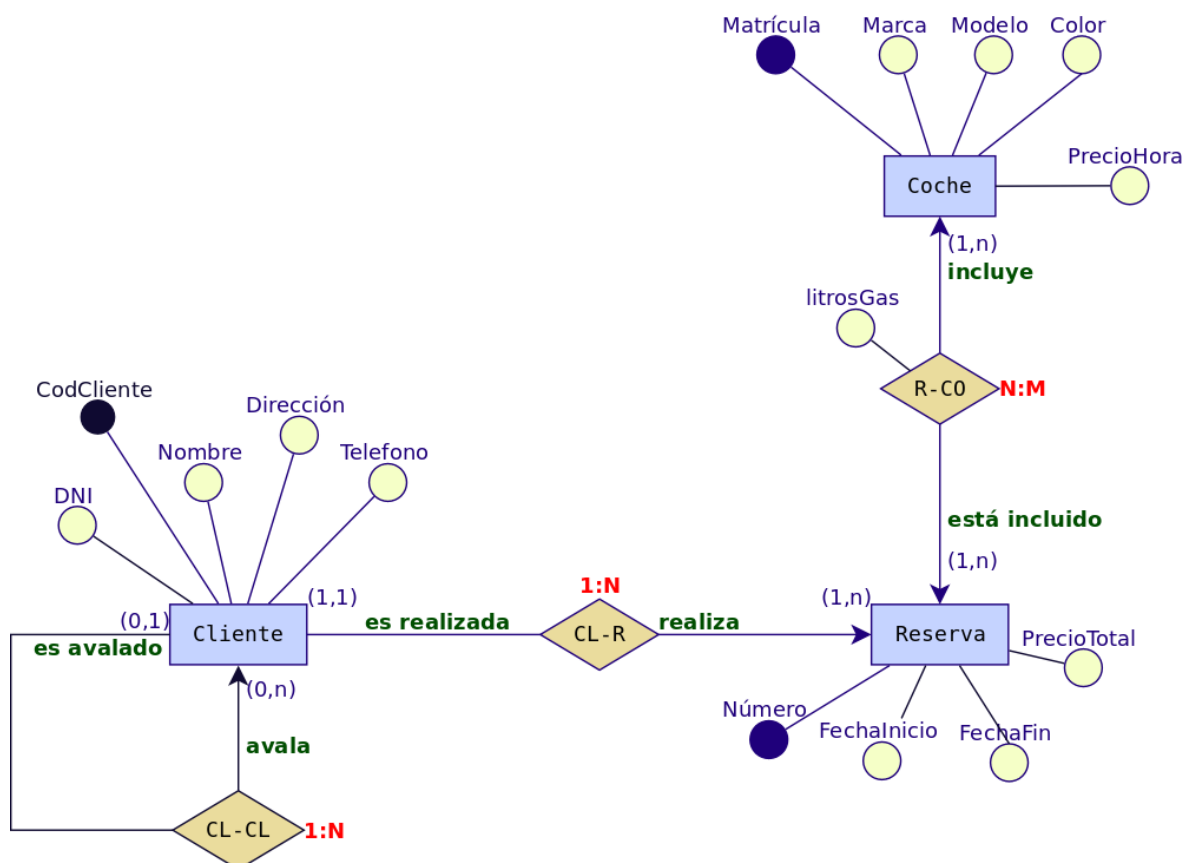 Matrícula
Marca
Modelo
Color
PrecioHora
Coche
(1,n)
incluye
litrosGas
R-CO
N:M
CodCliente
Dirección
Nombre
Telefono
DNI
está incluido
(1,n)
(0,1)
Cliente
(1,1)
es realizada
1:N
CL-R
realiza
(1,n)
Reserva
es avalado
PrecioTotal
(0,n)
Número
FechaInicio
FechaFin
avala
CL-CL
1:N